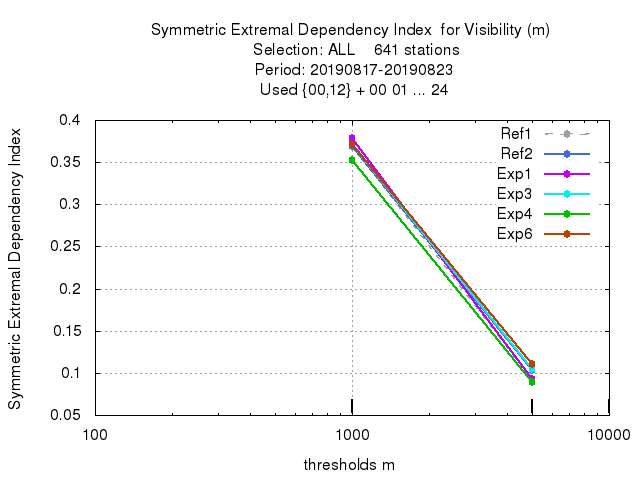 Symmetric Extremal Dependency Index  for Visibility (m)
Selection: ALL    641 stations
Period: 20190817-20190823
Used {00,12} + 00 01 ... 24
Symmetric Extremal Dependency Index
0.4
0.35
0.3
0.25
0.2
0.15
0.1
0.05
Ref1
Ref2
Exp1
Exp3
Exp4
Exp6
100 1000 10000
thresholds m